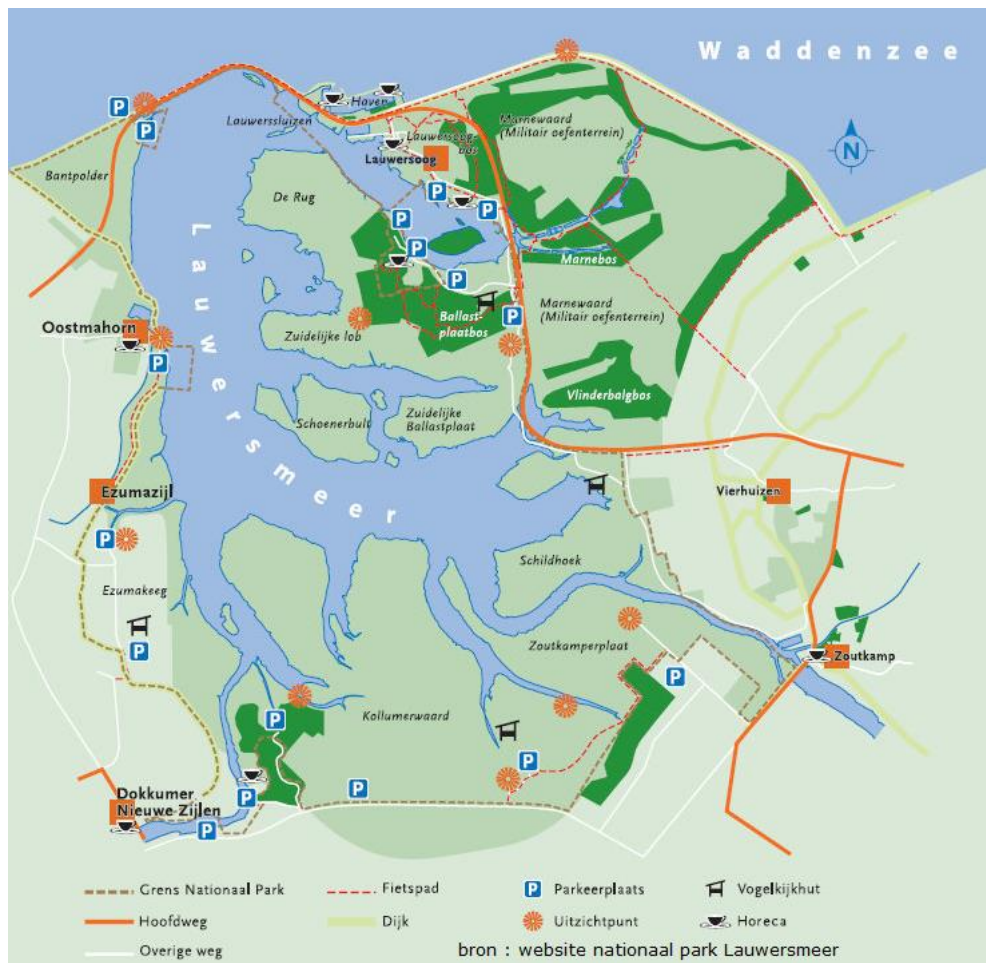 Waddenzee
P
P
Haven
Lauwerssluizen
Marnewaard
(Militair oefenterrein)
Lauwersoog-
bos
Lauwersoog
N
Bantpolder
De Rug
P
P
P
P
P
Marnebos
Lauwersmeer
Marnewaard
(Militair oefenterrein)
Ballast-
plaatbos
P
Oostmahorn
P
Zuidelijke lob
Vlinderbalgbos
Schoenerbult
Zuidelijke
Ballastplaat
Ezumazijl
Vierhuizen
P
Schildhoek
Ezumakeeg
P
Zoutkamperplaat
Zoutkamp
P
Kollumerwaard
P
P
P
P
Dokkumer
Nieuwe Zijlen
P
Grens Nationaal Park
Fietspad
P Parkeerplaats
Vogelkijkhut
Hoofdweg
Dijk
Uitzichtpunt
Horeca
Overige weg
bron : website nationaal park Lauwersmeer